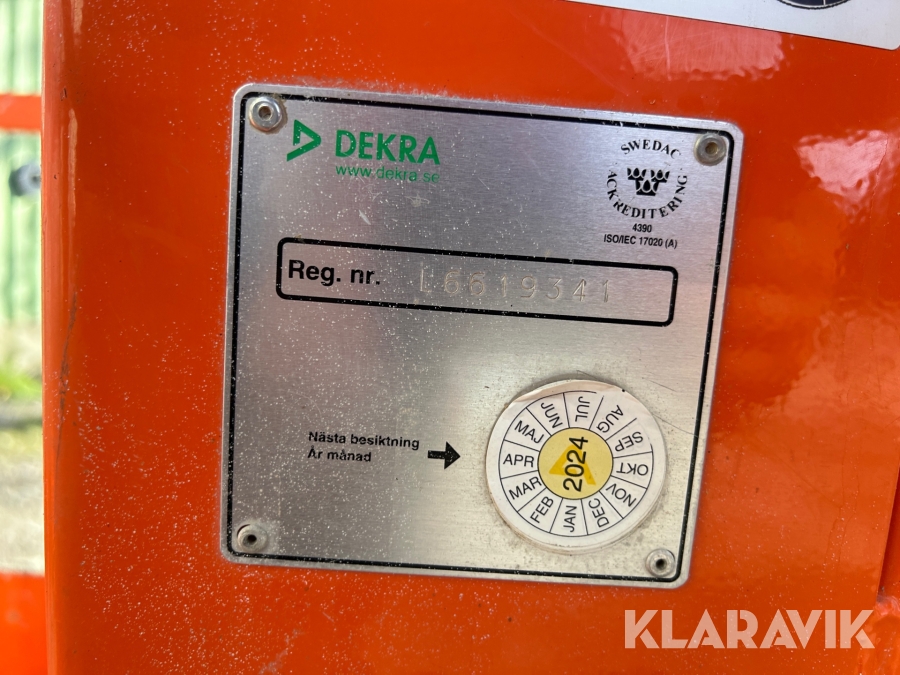 DEKRA
www.dekra.se
SWEDAC
ACKREDITERING
4390
ISO/IEC 17020 (A)
Reg. nr. L6619341
Nästa besiktning
År månad
JAN
FEB
MAR
APR
MAJ
JUN
JUL
AUG
SEP
OKT
NOV
DEC
2024
KLARAVIK